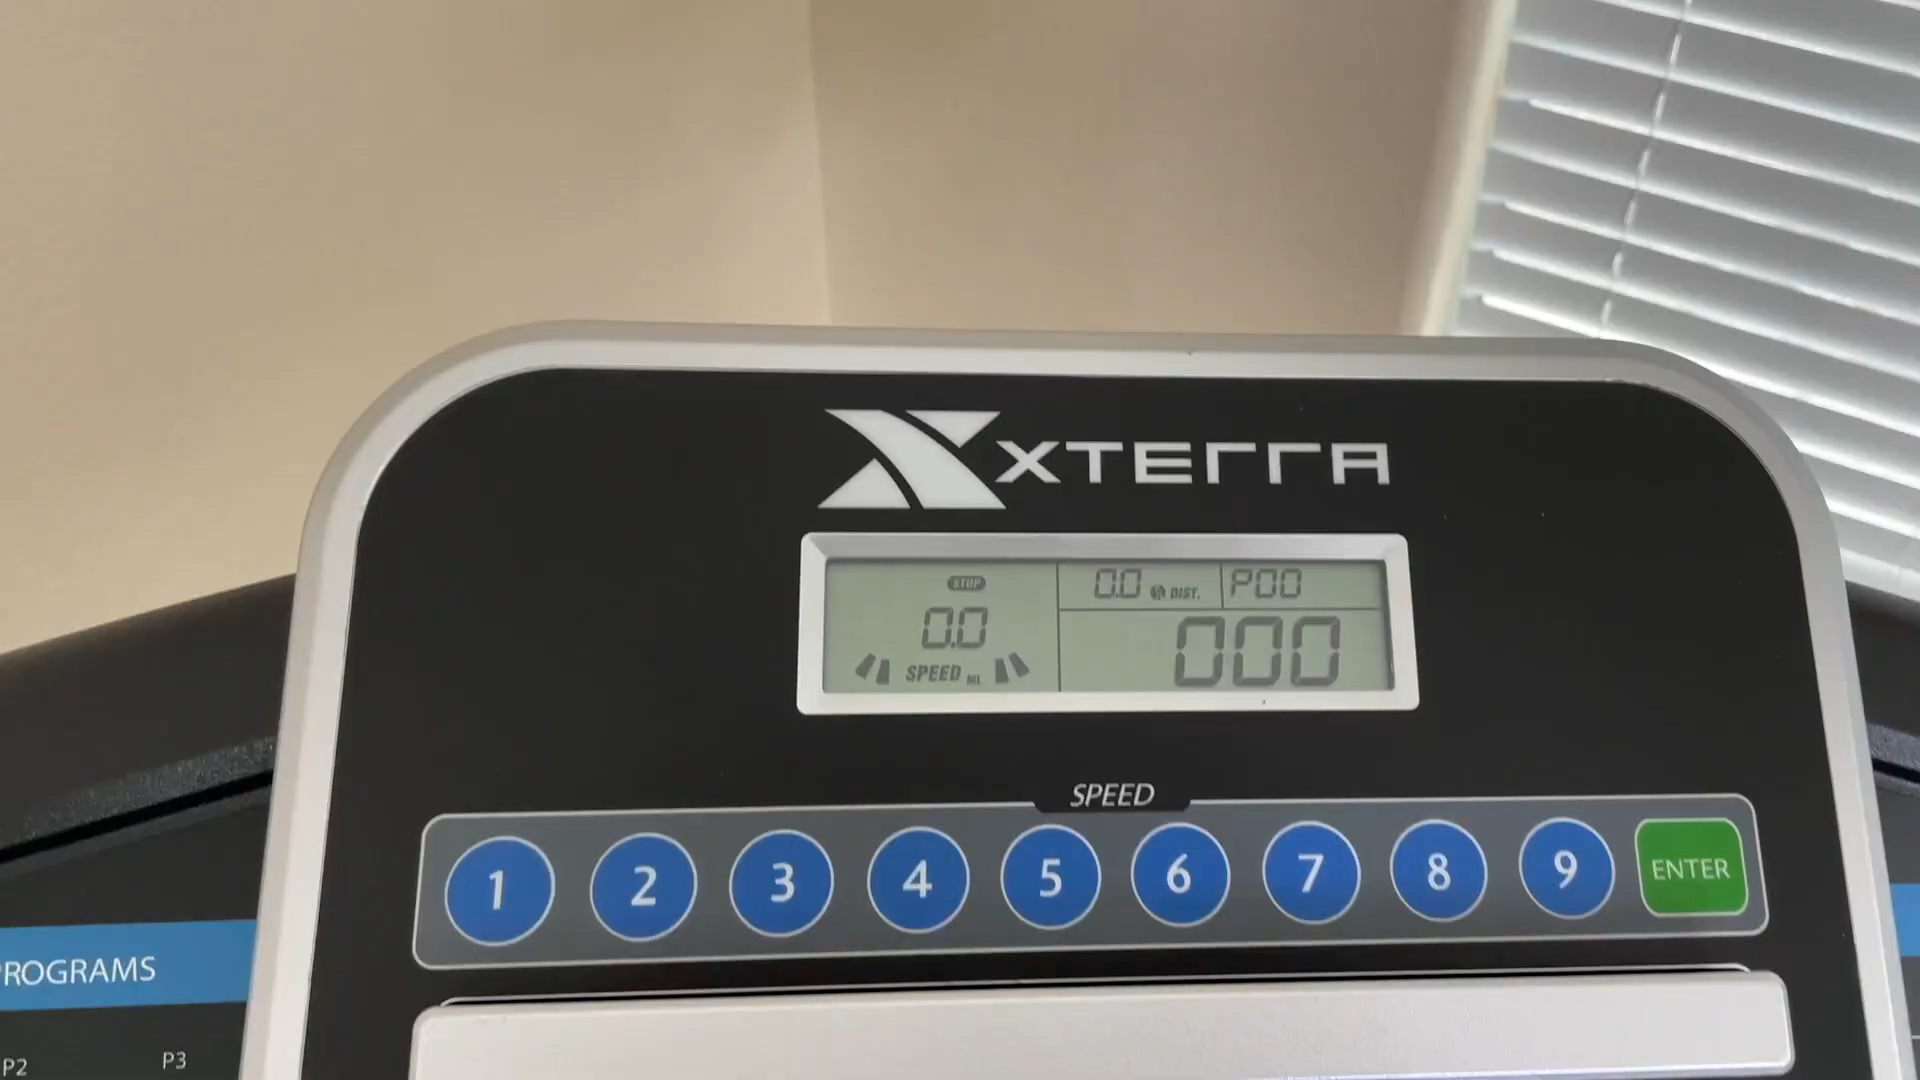 XTERRA
STOP
0.0 DIST. P00
0.0
SPEED ML
000
SPEED
1 2 3 4 5 6 7 8 9 ENTER
PROGRAMS
P2 P3